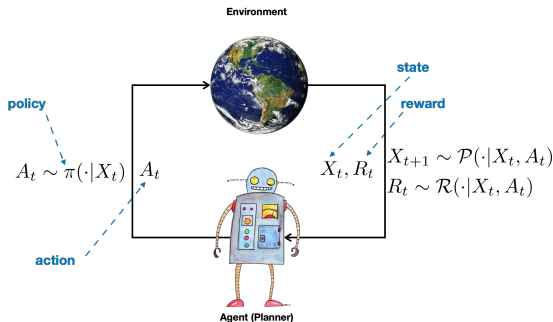 Environment
state
policy
reward
A_t ∼ π(·|X_t)
A_t
X_t, R_t
X_{t+1} ∼ 𝒫(·|X_t, A_t)
R_t ∼ ℛ(·|X_t, A_t)
action
Agent (Planner)